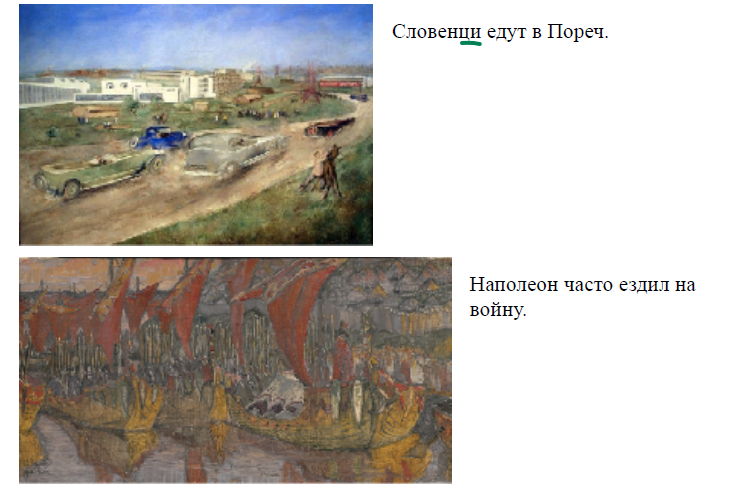 Словенци едут в Пореч.
Наполеон часто ездил на
войну.